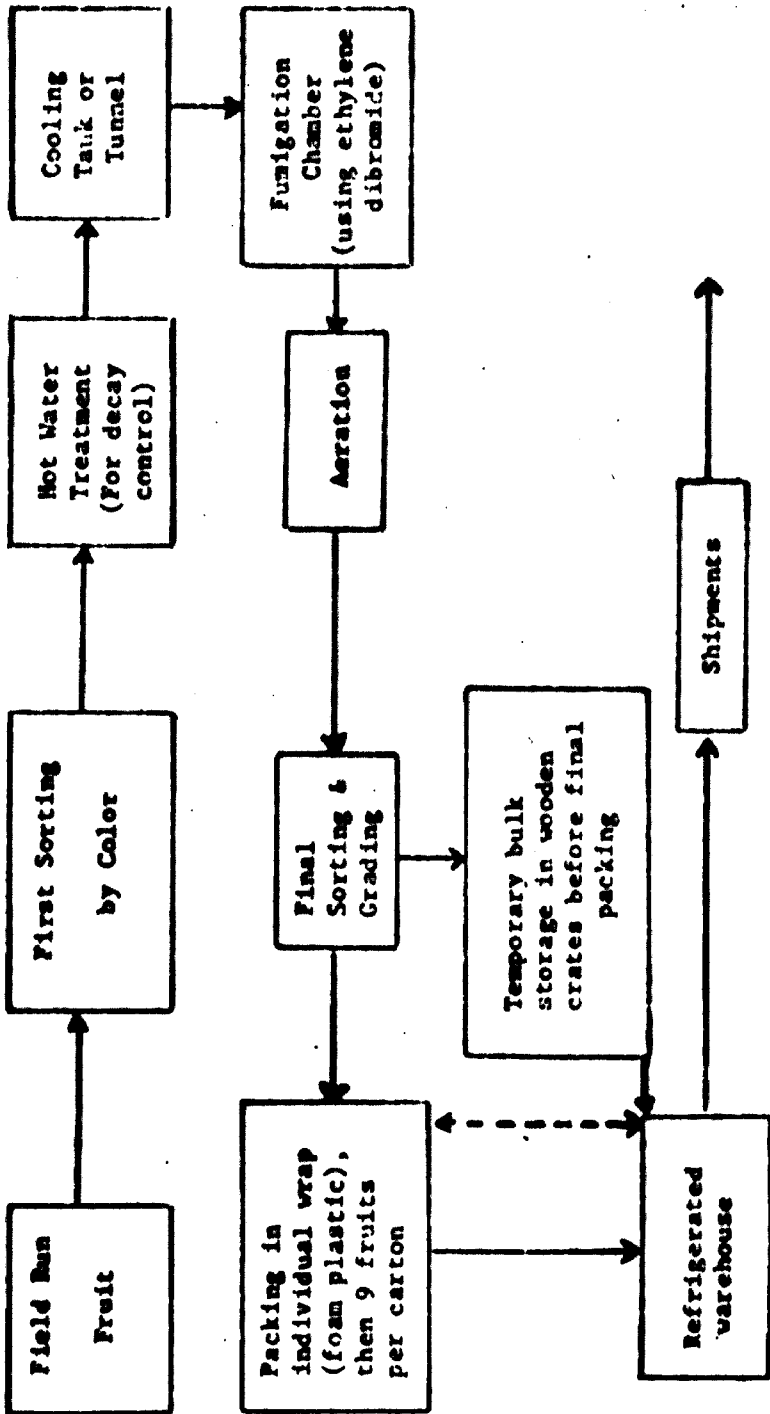 Field Run
Fruit
First Sorting
by Color
Hot Water
Treatment
(For decay
control)
Cooling
Tank or
Tunnel
Fumigation
Chamber
(using ethylene
dibromide)
Aeration
Final
Sorting &
Grading
Packing in
individual wrap
(foam plastic),
then 9 fruits
per carton
Temporary bulk
storage in wooden
crates before final
packing
Refrigerated
warehouse
Shipments